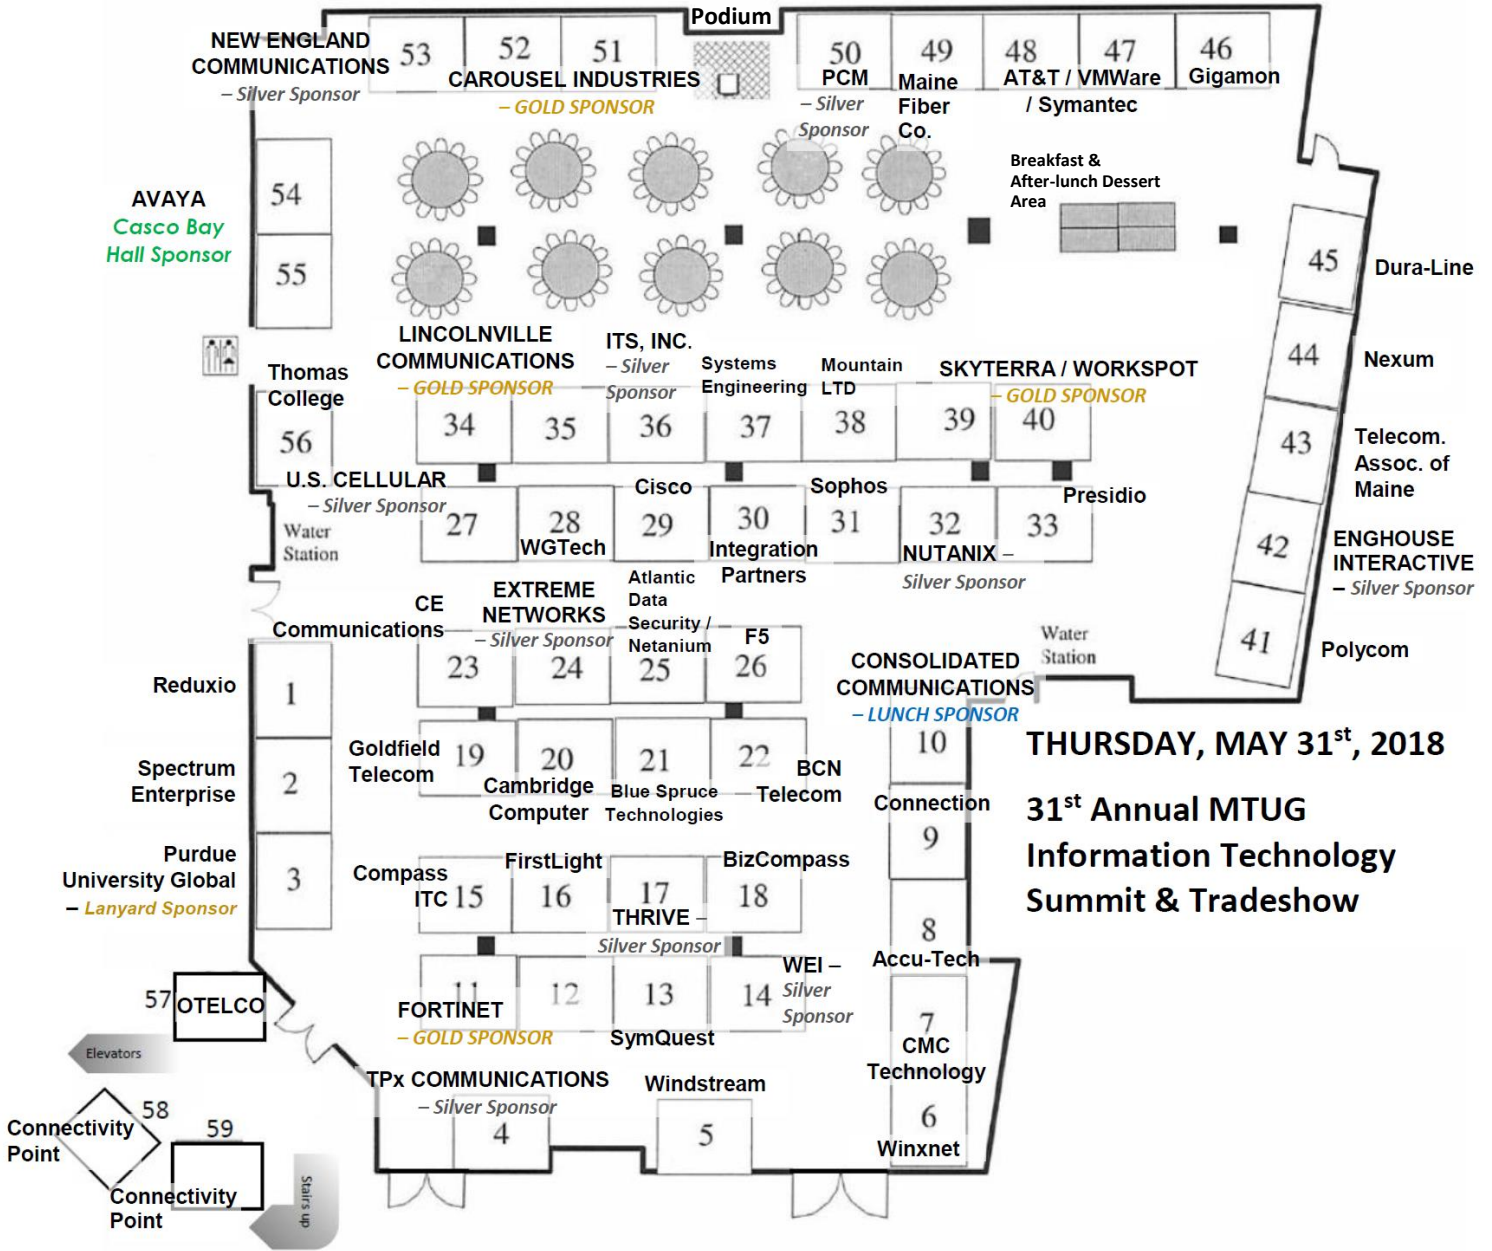 Podium
NEW ENGLAND
COMMUNICATIONS
– Silver Sponsor
53
52
51
CAROUSEL INDUSTRIES
– GOLD SPONSOR
50
PCM
– Silver
Sponsor
49
Maine
Fiber
Co.
48
47
AT&T / VMWare
/ Symantec
46
Gigamon
Breakfast &
After-lunch Dessert
Area
AVAYA
Casco Bay
Hall Sponsor
54
55
45
Dura-Line
44
Nexum
43
Telecom.
Assoc. of
Maine
42
ENGHOUSE
INTERACTIVE
– Silver Sponsor
41
Polycom
Thomas
College
56
LINCOLNVILLE
COMMUNICATIONS
– GOLD SPONSOR
34
35
ITS, INC.
– Silver
Sponsor
36
Systems
Engineering
37
Mountain
LTD
38
SKYTERRA / WORKSPOT
– GOLD SPONSOR
39
40
U.S. CELLULAR
– Silver Sponsor
27
28
WGTech
Cisco
29
30
Integration
Partners
Sophos
31
32
NUTANIX –
Silver Sponsor
33
Presidio
Water
Station
CE
Communications
23
EXTREME
NETWORKS
– Silver Sponsor
24
Atlantic
Data
Security /
Netanium
25
F5
26
Water
Station
CONSOLIDATED
COMMUNICATIONS
– LUNCH SPONSOR
10
Reduxio
1
Spectrum
Enterprise
2
Purdue
University Global
– Lanyard Sponsor
3
Goldfield
Telecom
19
20
Cambridge
Computer
21
Blue Spruce
Technologies
22
BCN
Telecom
Connection
9
THURSDAY, MAY 31st, 2018
31st Annual MTUG
Information Technology
Summit & Tradeshow
Compass
ITC
15
FirstLight
16
17
THRIVE –
Silver Sponsor
BizCompass
18
8
Accu-Tech
11
FORTINET
– GOLD SPONSOR
12
13
SymQuest
14
WEI –
Silver
Sponsor
7
CMC
Technology
6
Winxnet
57
OTELCO
Elevators
TPx COMMUNICATIONS
– Silver Sponsor
4
Windstream
5
58
Connectivity
Point
59
Connectivity
Point
Stairs up